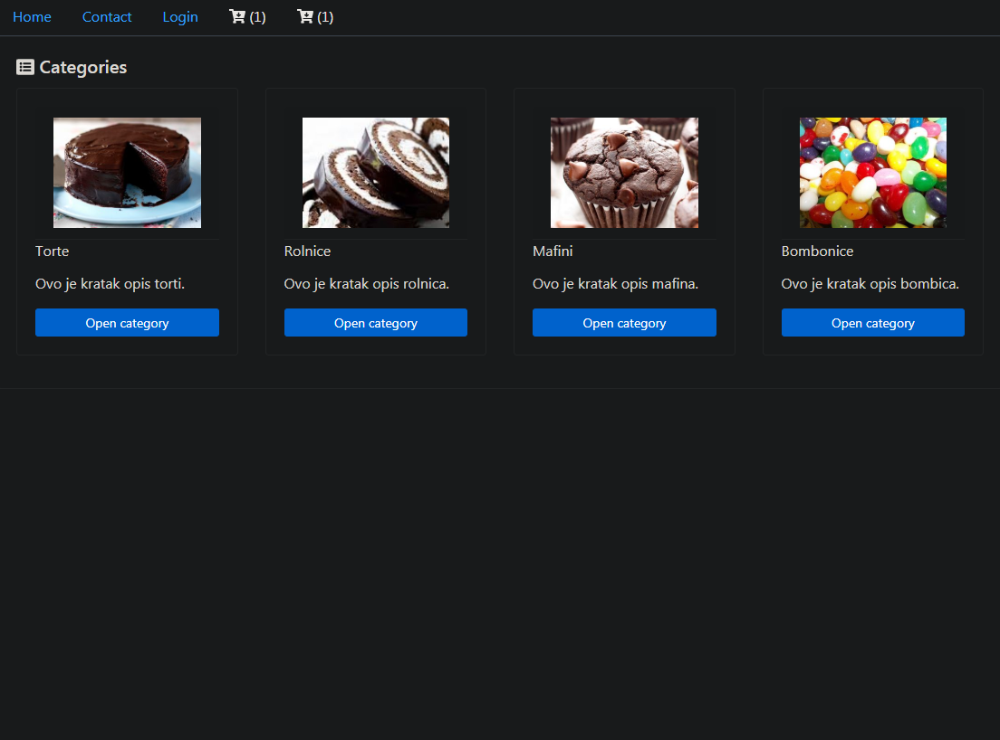 Home Contact Login (1) (1)
Categories
Torte
Ovo je kratak opis torti.
Open category
Rolnice
Ovo je kratak opis rolnica.
Open category
Mafini
Ovo je kratak opis mafina.
Open category
Bombonice
Ovo je kratak opis bombica.
Open category